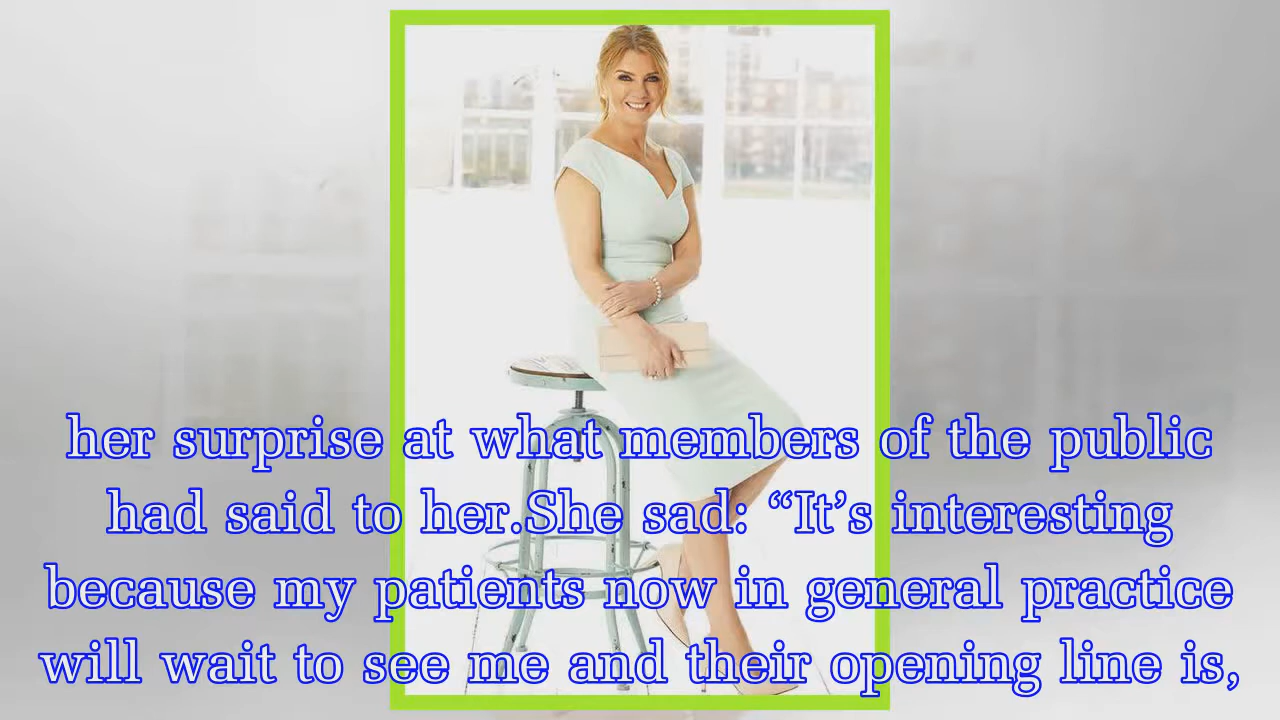 her surprise at what members of the public
had said to her.She sad: “It’s interesting
because my patients now in general practice
will wait to see me and their opening line is,